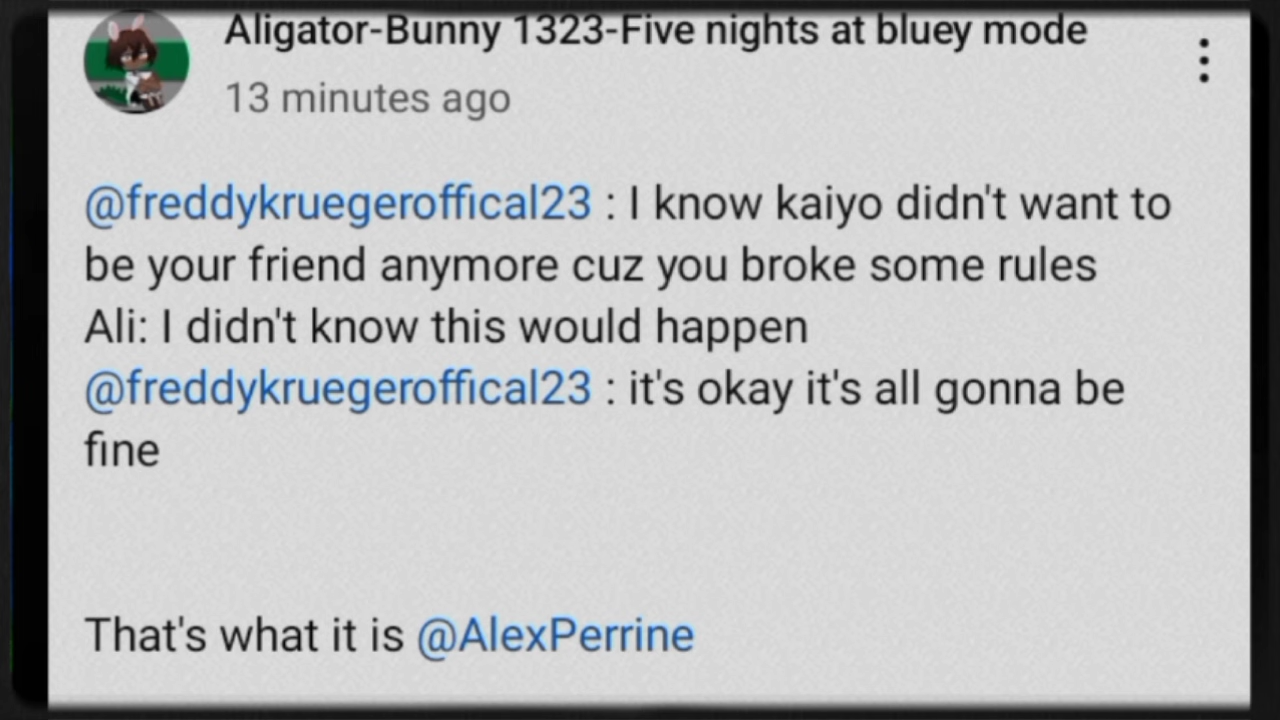 Aligator-Bunny 1323-Five nights at bluey mode
13 minutes ago
@freddykruegeroffical23 : I know kaiyo didn't want to
be your friend anymore cuz you broke some rules
Ali: I didn't know this would happen
@freddykruegeroffical23 : it's okay it's all gonna be
fine
That's what it is @AlexPerrine